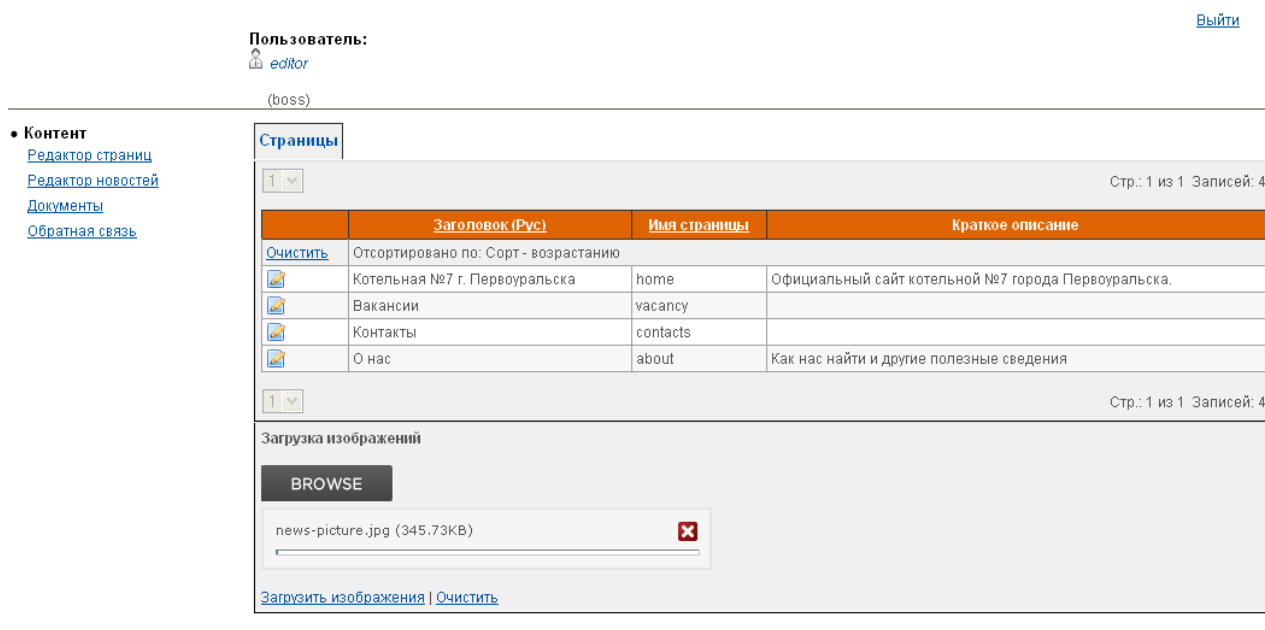 Выйти
Пользователь:
editor
(boss)
• Контент
Редактор страниц
Редактор новостей
Документы
Обратная связь
Страницы
1 Стр.: 1 из 1 Записей: 4
Заголовок (Рус) Имя страницы Краткое описание
Очистить Отсортировано по: Сорт - возрастанию
Котельная №7 г. Первоуральска home Официальный сайт котельной №7 города Первоуральска.
Вакансии vacancy
Контакты contacts
О нас about Как нас найти и другие полезные сведения
1 Стр.: 1 из 1 Записей: 4
Загрузка изображений
BROWSE
news-picture.jpg (345.73KB)
Загрузить изображения | Очистить